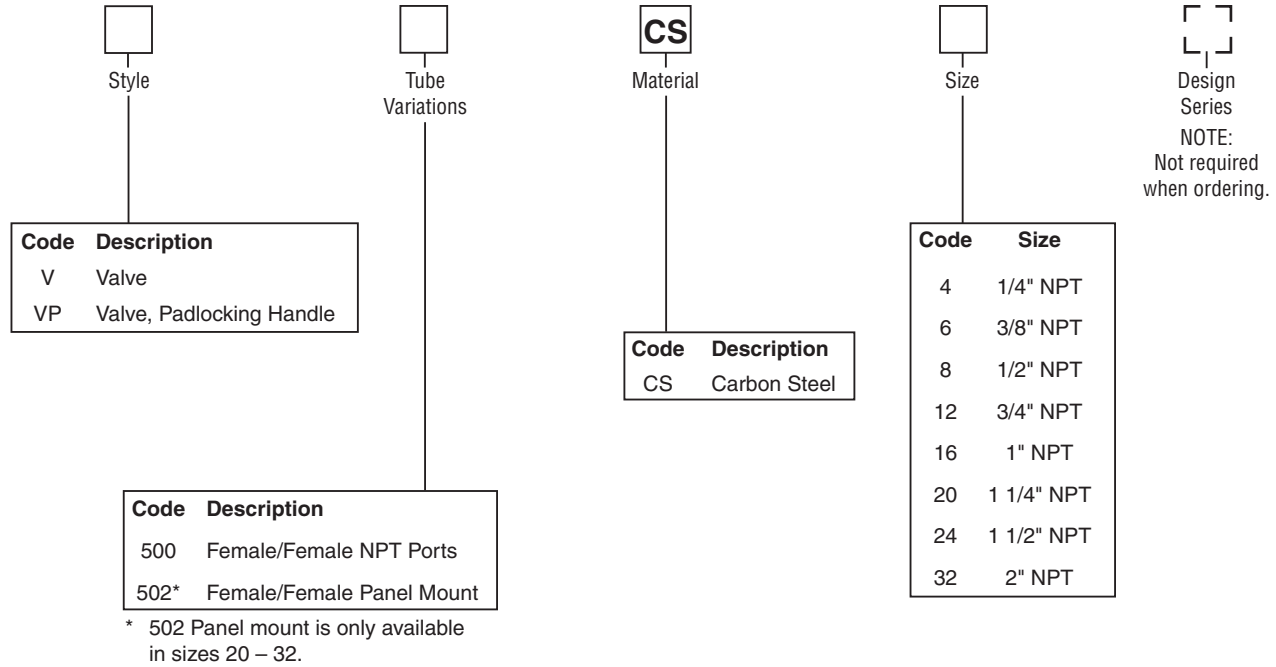 CS
Style
Tube
Variations
Material
Size
Design
Series
NOTE:
Not required
when ordering.
Code Description
V Valve
VP Valve, Padlocking Handle
Code Description
500 Female/Female NPT Ports
502* Female/Female Panel Mount
* 502 Panel mount is only available
in sizes 20 – 32.
Code Description
CS Carbon Steel
Code Size
4 1/4" NPT
6 3/8" NPT
8 1/2" NPT
12 3/4" NPT
16 1" NPT
20 1 1/4" NPT
24 1 1/2" NPT
32 2" NPT